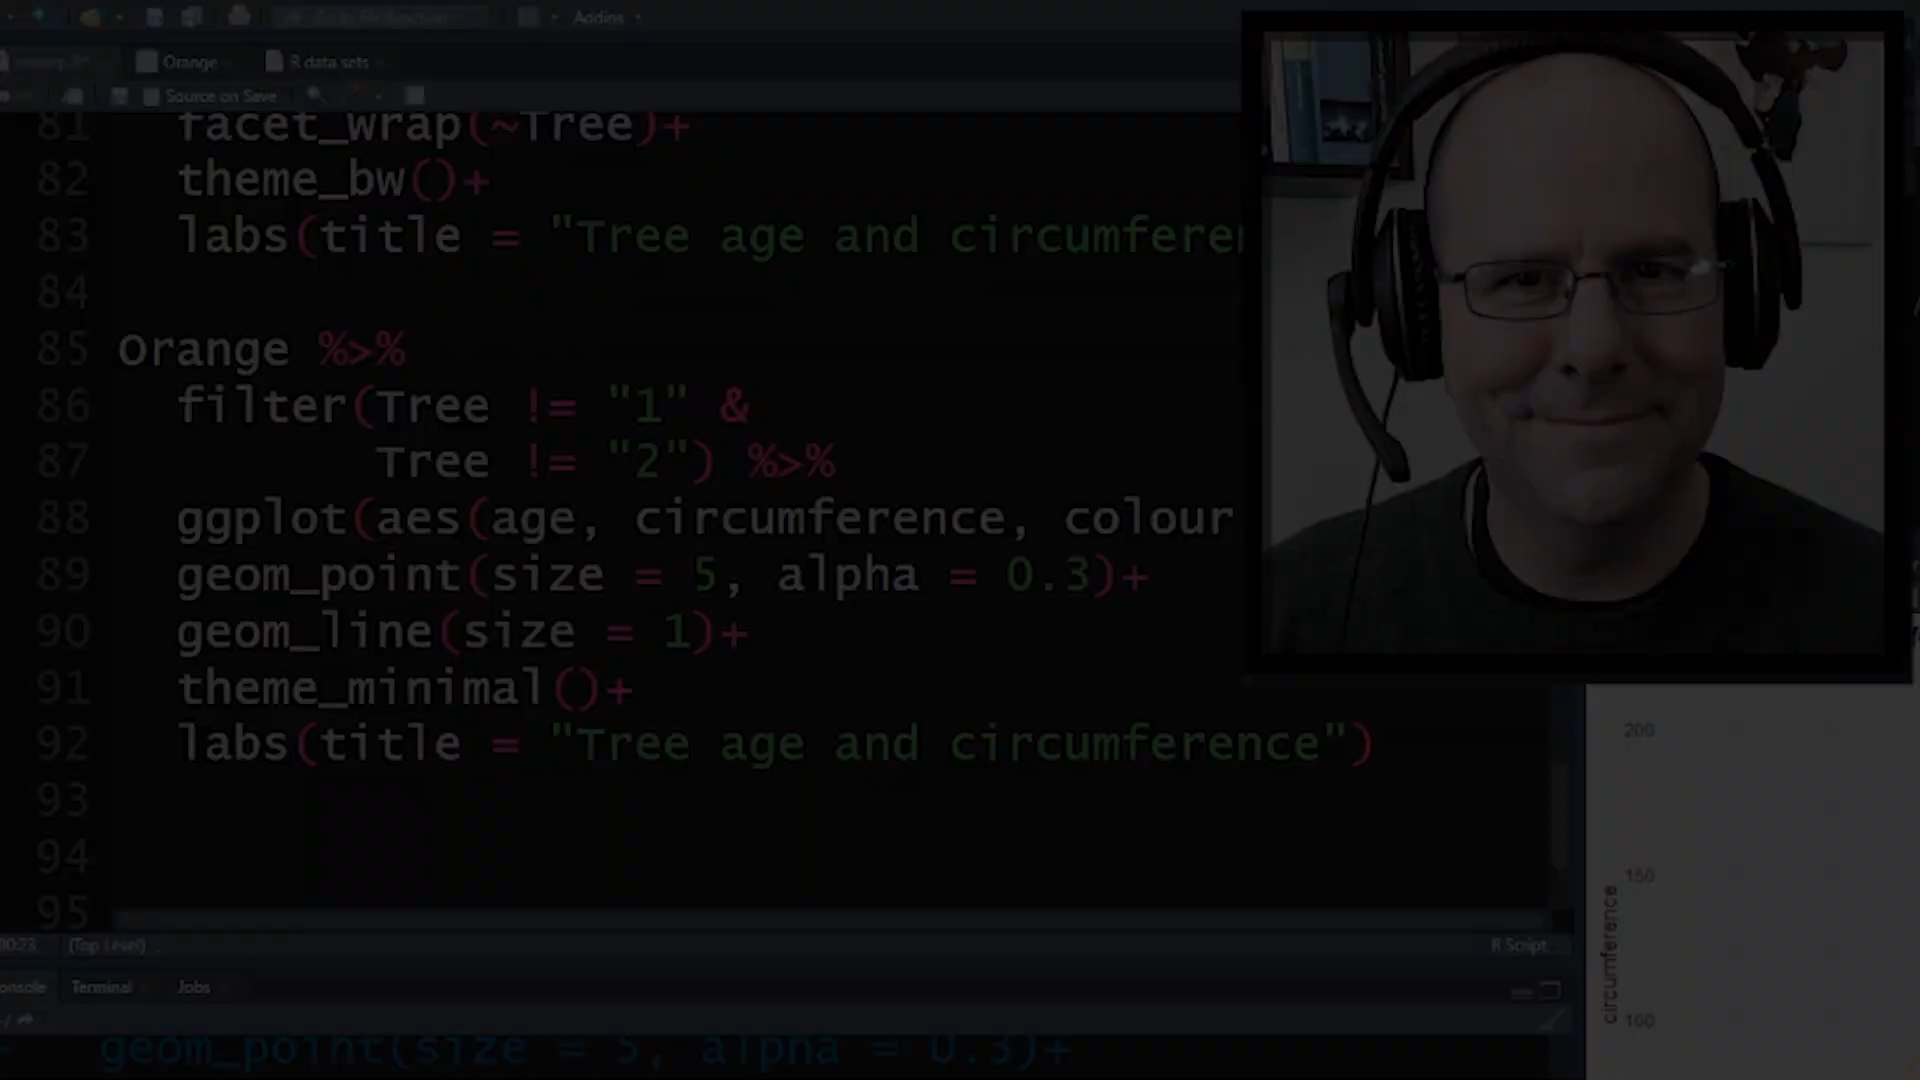 Addins
Orange
R data sets
Source on Save
81 facet_wrap(~Tree)+
82 theme_bw()+
83 labs(title = "Tree age and circumferen
84
85 Orange %>%
86 filter(Tree != "1" &
87 Tree != "2") %>%
88 ggplot(aes(age, circumference, colour
89 geom_point(size = 5, alpha = 0.3)+
90 geom_line(size = 1)+
91 theme_minimal()+
92 labs(title = "Tree age and circumference")
93
94
95
(Top Level)
R Script
onsole
Terminal
Jobs
geom_point(size = 5, alpha = 0.3)+
200
150
100
circumference